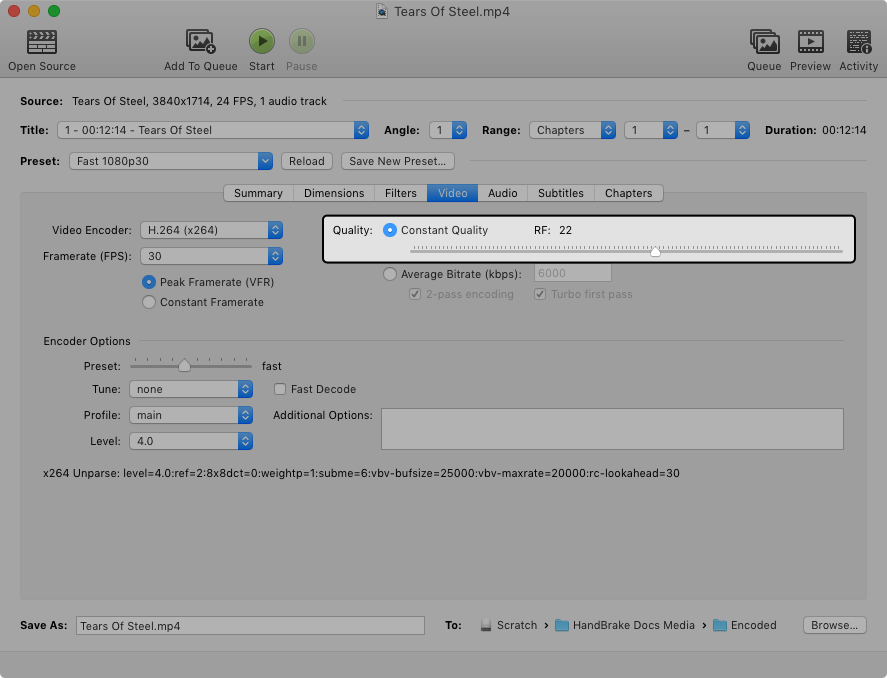 Tears Of Steel.mp4
Open Source Add To Queue Start Pause Queue Preview Activity
Source: Tears Of Steel, 3840x1714, 24 FPS, 1 audio track
Title: 1 - 00:12:14 - Tears Of Steel Angle: 1 Range: Chapters 1 – 1 Duration: 00:12:14
Preset: Fast 1080p30 Reload Save New Preset...
Summary Dimensions Filters Video Audio Subtitles Chapters
Video Encoder: H.264 (x264) Quality: Constant Quality RF: 22
Framerate (FPS): 30
Average Bitrate (kbps): 6000
Peak Framerate (VFR)
2-pass encoding Turbo first pass
Constant Framerate
Encoder Options
Preset: fast
Tune: none Fast Decode
Profile: main Additional Options:
Level: 4.0
x264 Unparse: level=4.0:ref=2:8x8dct=0:weightp=1:subme=6:vbv-bufsize=25000:vbv-maxrate=20000:rc-lookahead=30
Save As: Tears Of Steel.mp4 To: Scratch › HandBrake Docs Media › Encoded Browse...